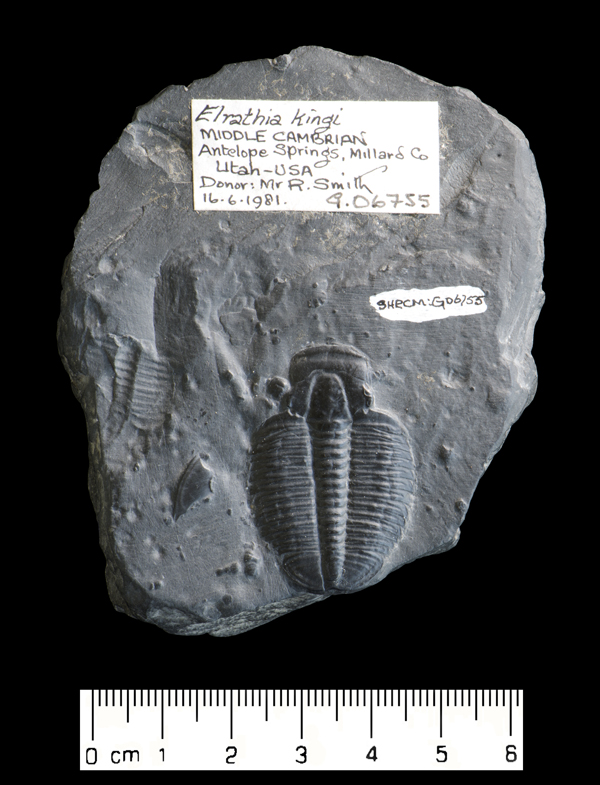 Elrathia kingi
MIDDLE CAMBRIAN
Antelope Springs, Millard Co
Utah-USA
Donor: Mr R. Smith
16.6.1981. G.06755
SHRCM:G06755
0 cm 1 2 3 4 5 6